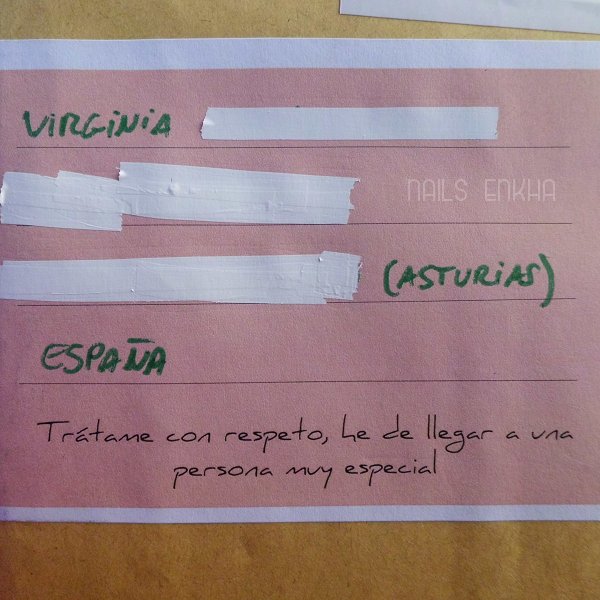 VIRGINIA
NAILS ENKHA
(ASTURIAS)
ESPAÑA
Trátame con respeto, he de llegar a una
persona muy especial